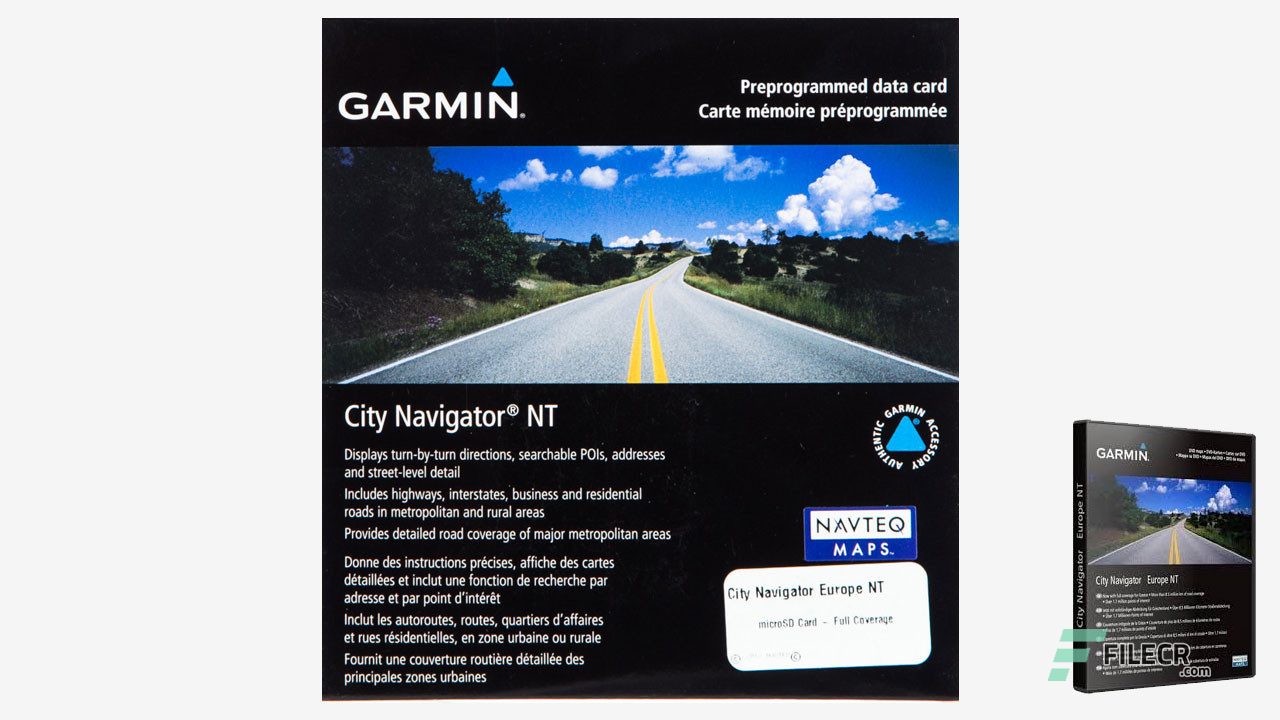 GARMIN®
Preprogrammed data card
Carte mémoire préprogrammée
City Navigator® NT
Displays turn-by-turn directions, searchable POIs, addresses
and street-level detail
Includes highways, interstates, business and residential
roads in metropolitan and rural areas
Provides detailed road coverage of major metropolitan areas
Donne des instructions précises, affiche des cartes
détaillées et inclut une fonction de recherche par
adresse et par point d'intérêt
Inclut les autoroutes, routes, quartiers d'affaires
et rues résidentielles, en zone urbaine ou rurale
Fournit une couverture routière détaillée des
principales zones urbaines
AUTHENTIC GARMIN ACCESSORY
NAVTEQ
MAPS™
City Navigator Europe NT
microSD Card - Full Coverage
GARMIN
City Navigator Europe NT
City Navigator Europe NT
NAVTEQ
MAPS
FILECR
.com